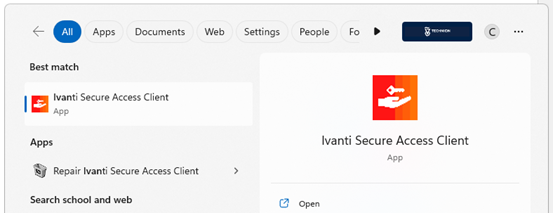 All Apps Documents Web Settings People Fo
C
Best match
Ivanti Secure Access Client
App
Apps
Repair Ivanti Secure Access Client
Search school and web
Ivanti Secure Access Client
App
Open